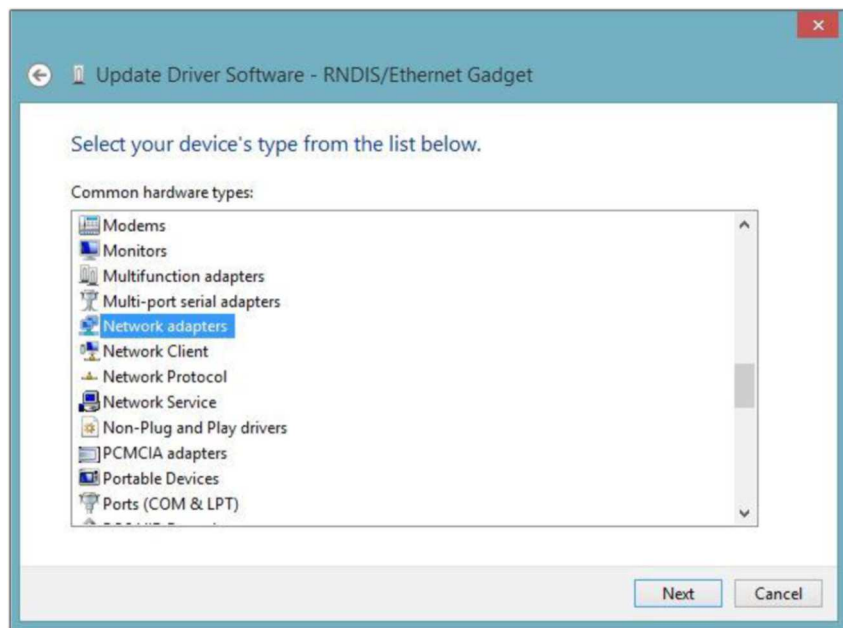 Update Driver Software - RNDIS/Ethernet Gadget
Select your device's type from the list below.
Common hardware types:
Modems
Monitors
Multifunction adapters
Multi-port serial adapters
Network adapters
Network Client
Network Protocol
Network Service
Non-Plug and Play drivers
PCMCIA adapters
Portable Devices
Ports (COM & LPT)
Next
Cancel